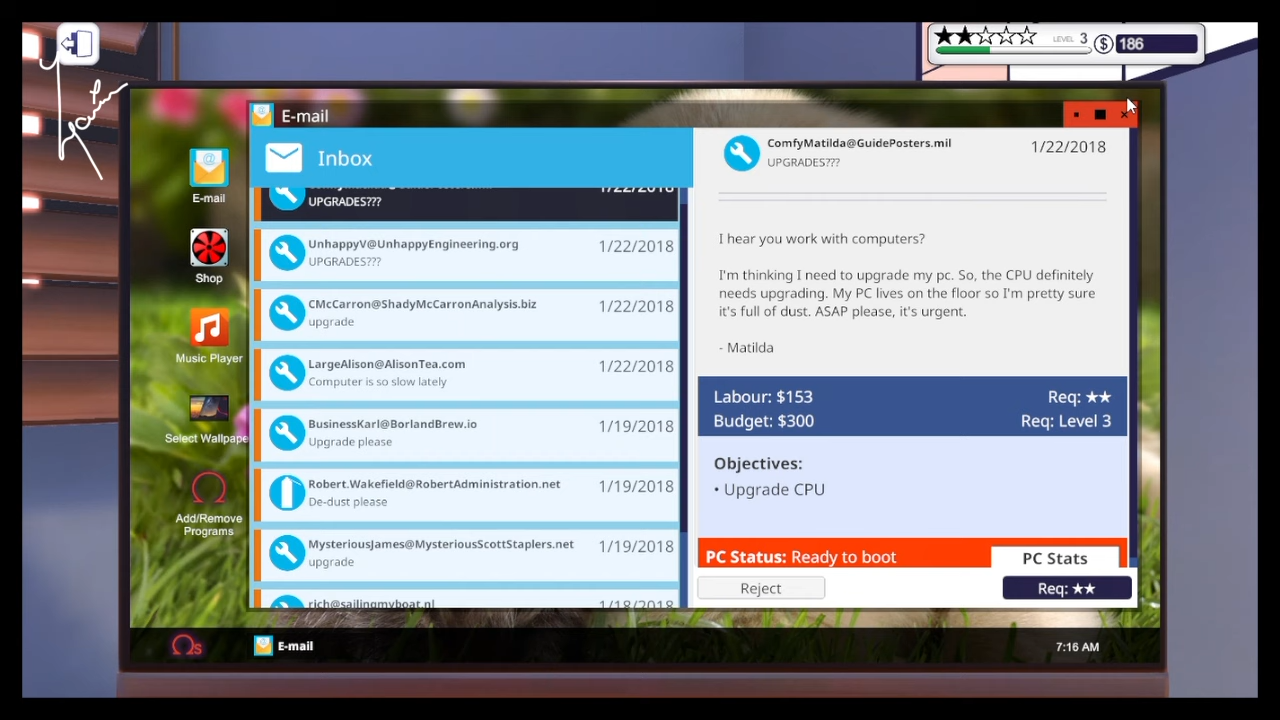 LEVEL 3
$ 186
E-mail
Inbox
UPGRADES???
1/22/2018
UnhappyV@UnhappyEngineering.org
1/22/2018
UPGRADES???
CMcCarron@ShadyMcCarronAnalysis.biz
1/22/2018
upgrade
LargeAlison@AlisonTea.com
1/22/2018
Computer is so slow lately
BusinessKarl@BorlandBrew.io
1/19/2018
Upgrade please
Robert.Wakefield@RobertAdministration.net
1/19/2018
De-dust please
MysteriousJames@MysteriousScottStaplers.net
1/19/2018
upgrade
rich@sailingmyboat.nl
1/18/2018
ComfyMatilda@GuidePosters.mil
1/22/2018
UPGRADES???
I hear you work with computers?
I'm thinking I need to upgrade my pc. So, the CPU definitely
needs upgrading. My PC lives on the floor so I'm pretty sure
it's full of dust. ASAP please, it's urgent.
- Matilda
Labour: $153
Req: ★★
Budget: $300
Req: Level 3
Objectives:
• Upgrade CPU
PC Status: Ready to boot
PC Stats
Reject
Req: ★★
E-mail
Shop
Music Player
Select Wallpape
Add/Remove
Programs
Ωs
E-mail
7:16 AM